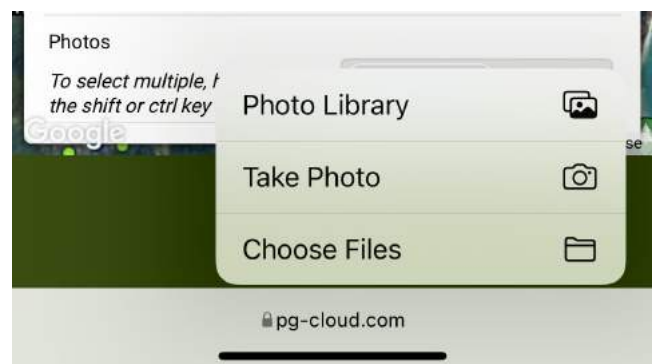 Photos
To select multiple, h
the shift or ctrl key
Google
se
Photo Library
Take Photo
Choose Files
pg-cloud.com